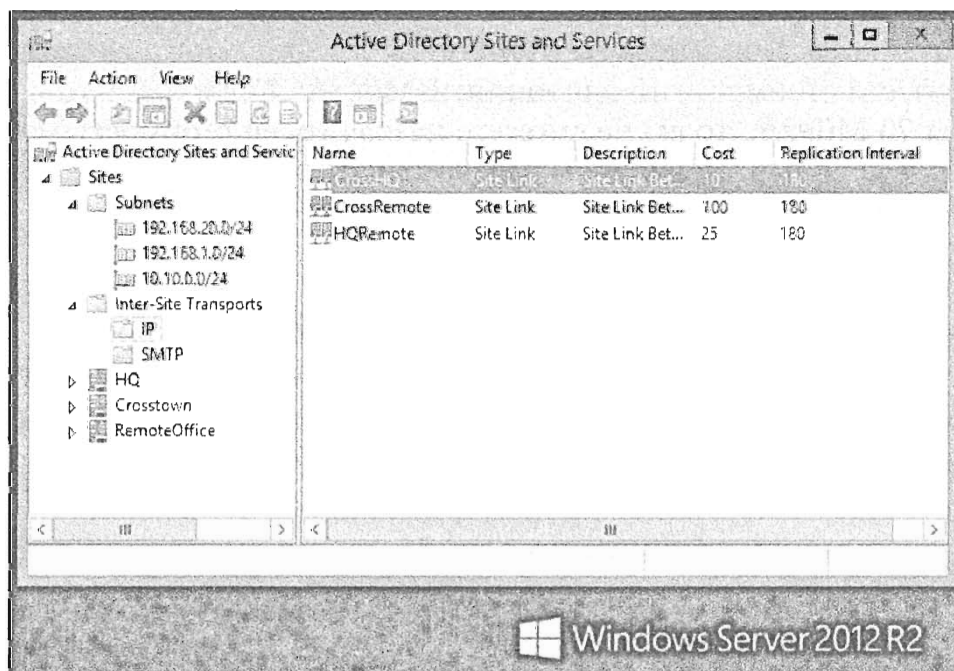 Active Directory Sites and Services
File Action View Help
Active Directory Sites and Servic
Sites
Subnets
192.168.20.0/24
192.168.1.0/24
10.10.0.0/24
Inter-Site Transports
IP
SMTP
HQ
Crosstown
RemoteOffice
Name Type Description Cost Replication Interval
CrossHQ Site Link Site Link Bet... 10 180
CrossRemote Site Link Site Link Bet... 100 180
HQRemote Site Link Site Link Bet... 25 180
Windows Server 2012 R2